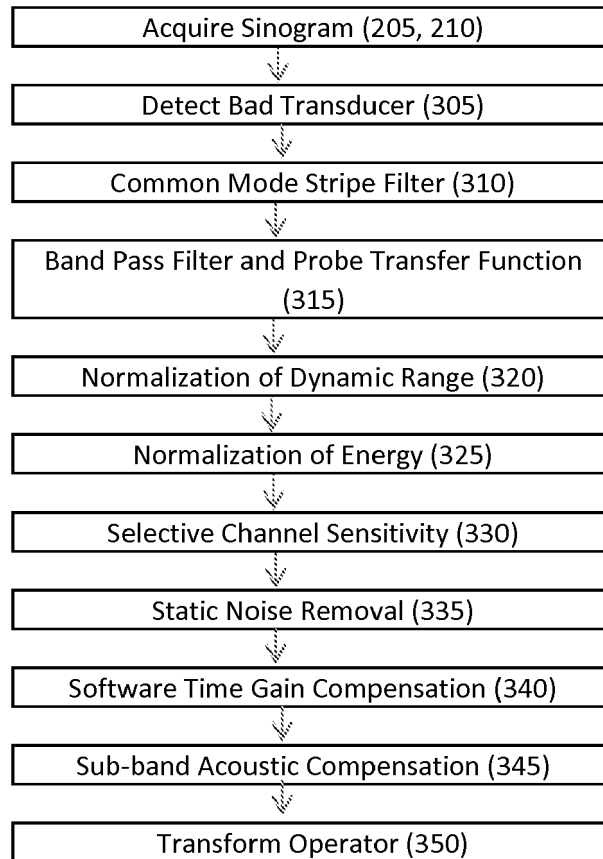 Acquire Sinogram (205, 210)
Detect Bad Transducer (305)
Common Mode Stripe Filter (310)
Band Pass Filter and Probe Transfer Function
(315)
Normalization of Dynamic Range (320)
Normalization of Energy (325)
Selective Channel Sensitivity (330)
Static Noise Removal (335)
Software Time Gain Compensation (340)
Sub-band Acoustic Compensation (345)
Transform Operator (350)